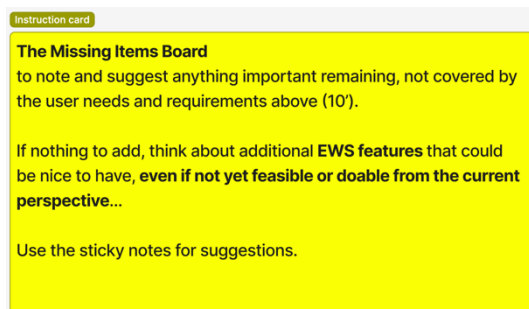 Instruction card
The Missing Items Board
to note and suggest anything important remaining, not covered by
the user needs and requirements above (10’).
If nothing to add, think about additional EWS features that could
be nice to have, even if not yet feasible or doable from the current
perspective...
Use the sticky notes for suggestions.